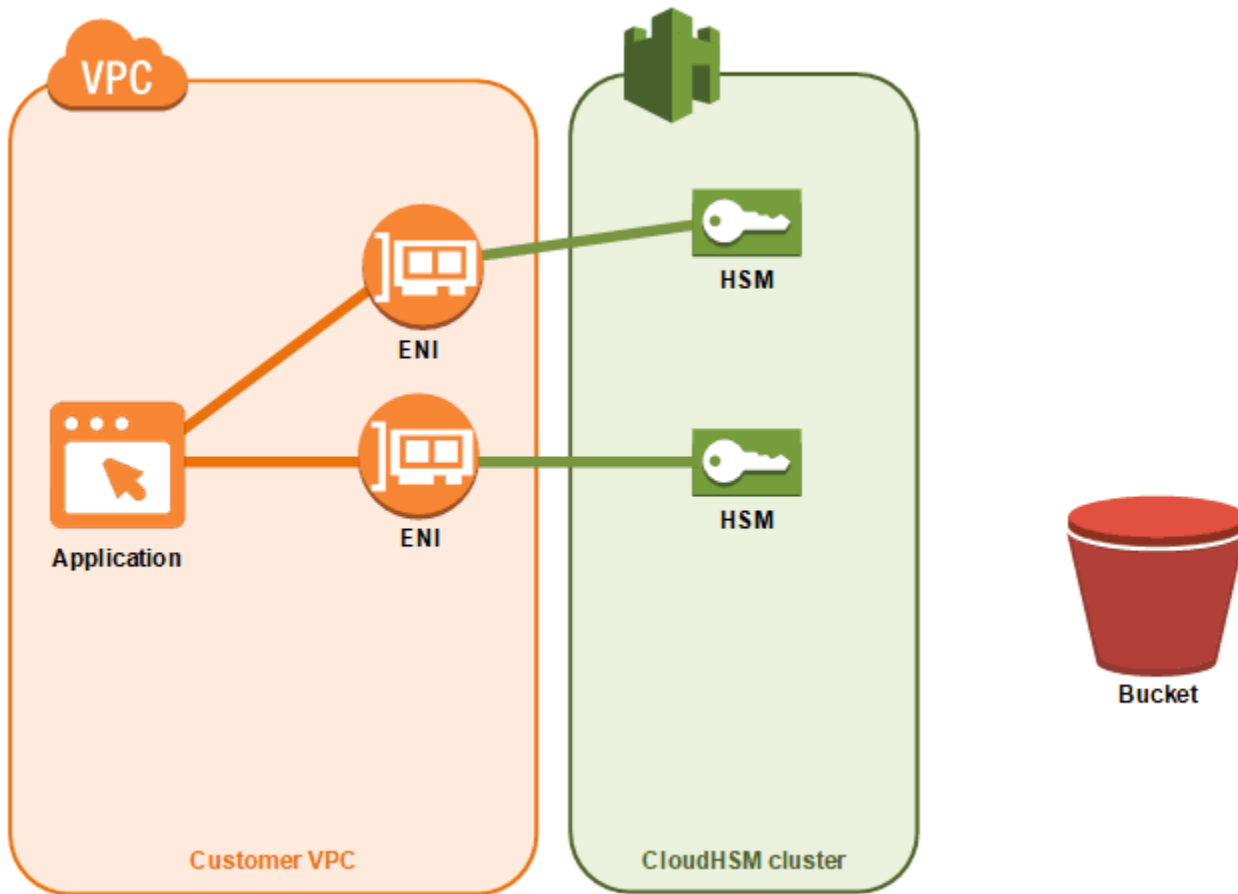 VPC
HSM
ENI
HSM
ENI
Application
Bucket
Customer VPC
CloudHSM cluster